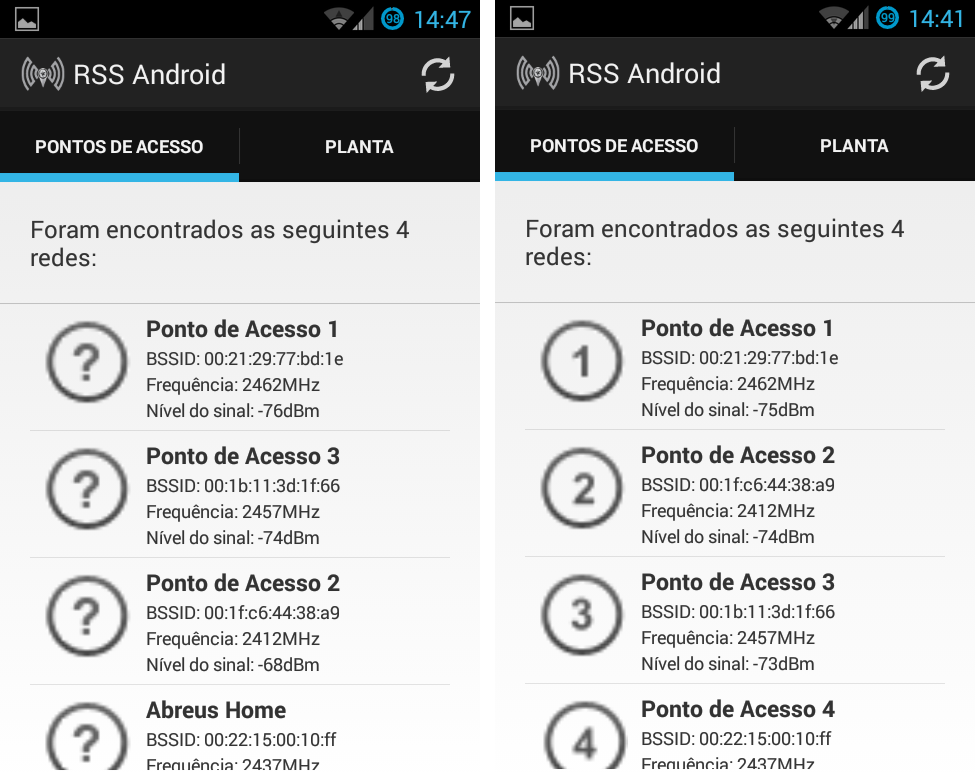 98 14:47
RSS Android
PONTOS DE ACESSO PLANTA
Foram encontrados as seguintes 4
redes:
?
Ponto de Acesso 1
BSSID: 00:21:29:77:bd:1e
Frequência: 2462MHz
Nível do sinal: -76dBm
?
Ponto de Acesso 3
BSSID: 00:1b:11:3d:1f:66
Frequência: 2457MHz
Nível do sinal: -74dBm
?
Ponto de Acesso 2
BSSID: 00:1f:c6:44:38:a9
Frequência: 2412MHz
Nível do sinal: -68dBm
?
Abreus Home
BSSID: 00:22:15:00:10:ff
Frequência: 2437MHz
99 14:41
RSS Android
PONTOS DE ACESSO PLANTA
Foram encontrados as seguintes 4
redes:
1
Ponto de Acesso 1
BSSID: 00:21:29:77:bd:1e
Frequência: 2462MHz
Nível do sinal: -75dBm
2
Ponto de Acesso 2
BSSID: 00:1f:c6:44:38:a9
Frequência: 2412MHz
Nível do sinal: -74dBm
3
Ponto de Acesso 3
BSSID: 00:1b:11:3d:1f:66
Frequência: 2457MHz
Nível do sinal: -73dBm
4
Ponto de Acesso 4
BSSID: 00:22:15:00:10:ff
Frequência: 2437MHz